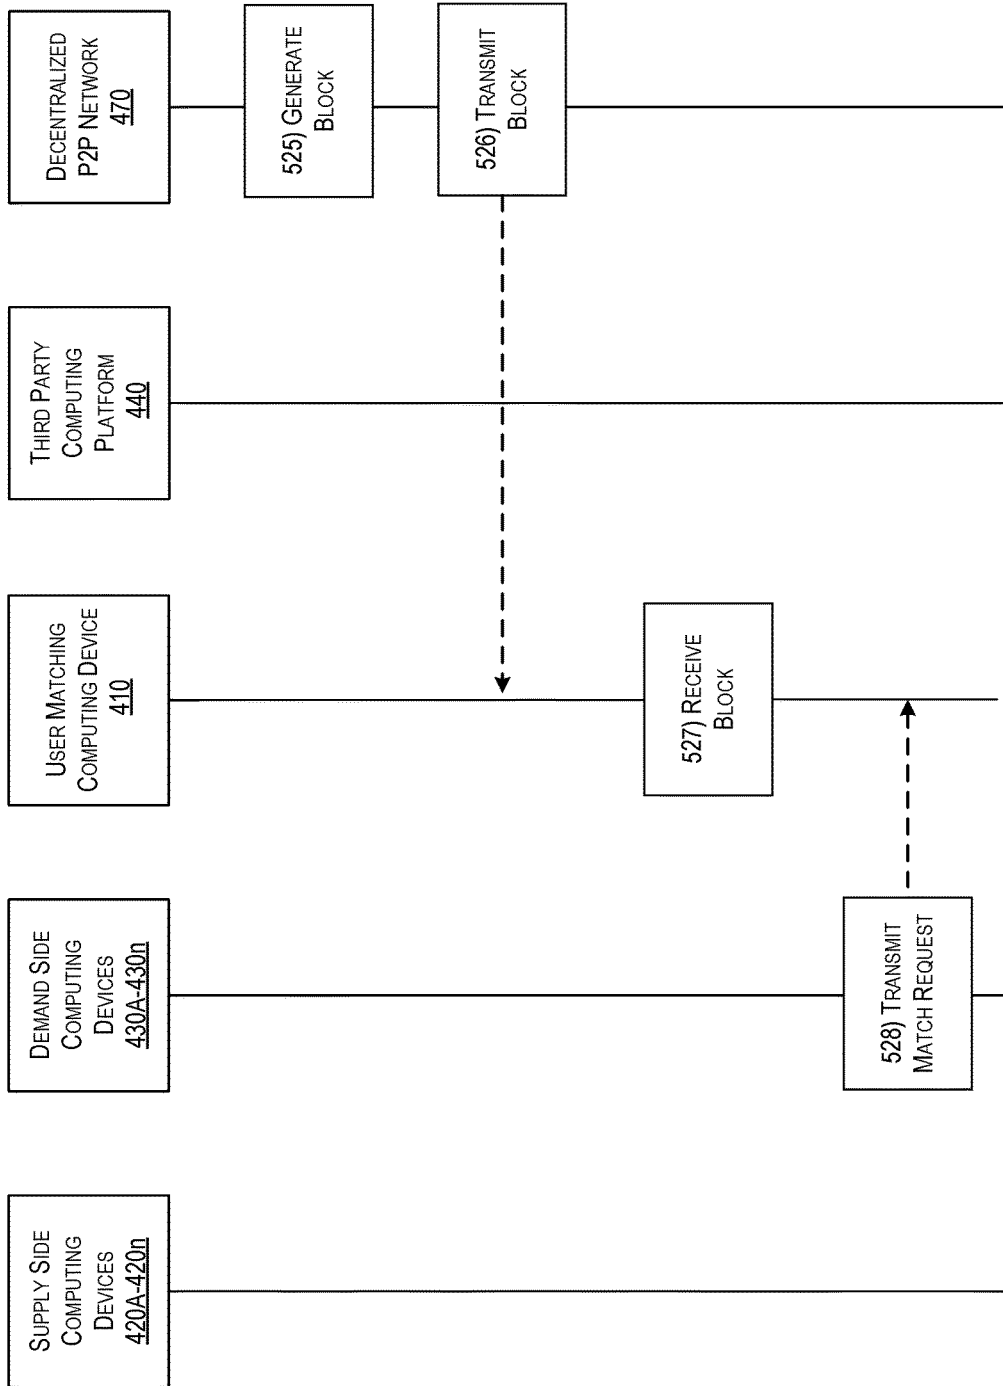 SUPPLY SIDE
COMPUTING
DEVICES
420A-420n
DEMAND SIDE
COMPUTING
DEVICES
430A-430n
USER MATCHING
COMPUTING DEVICE
410
THIRD PARTY
COMPUTING
PLATFORM
440
DECENTRALIZED
P2P NETWORK
470
525) GENERATE
BLOCK
526) TRANSMIT
BLOCK
527) RECEIVE
BLOCK
528) TRANSMIT
MATCH REQUEST